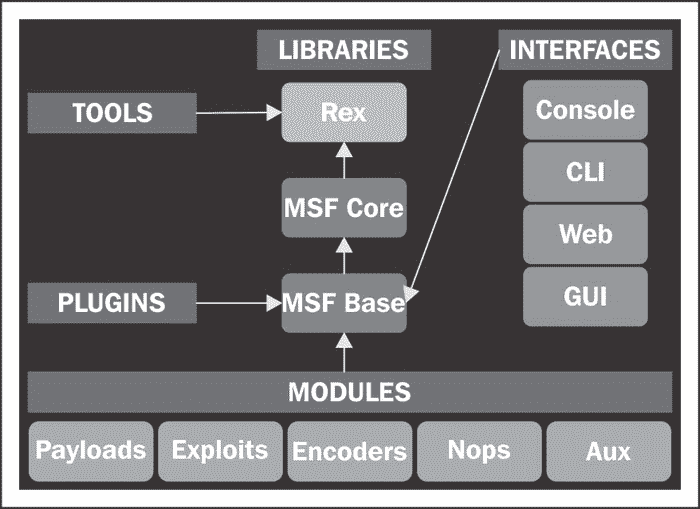 LIBRARIES
INTERFACES
TOOLS
Rex
Console
MSF Core
CLI
Web
PLUGINS
MSF Base
GUI
MODULES
Payloads
Exploits
Encoders
Nops
Aux